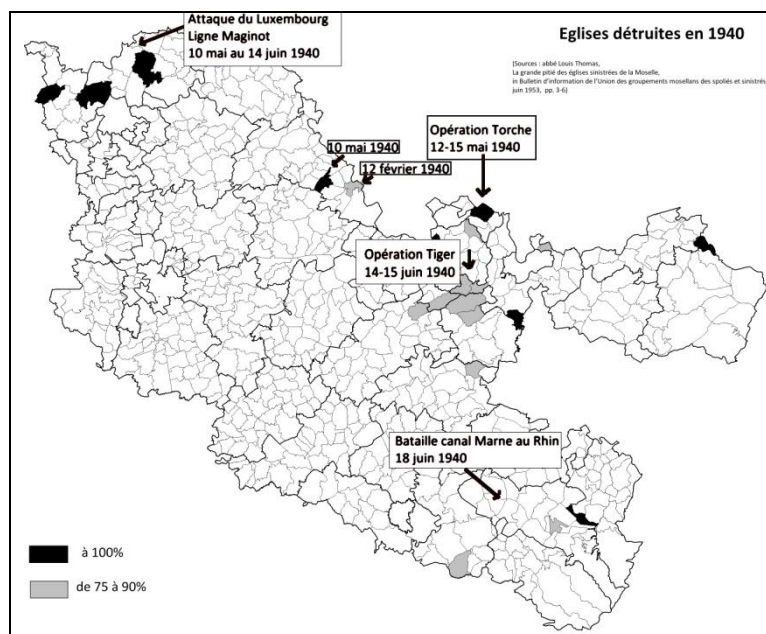 Attaque du Luxembourg
Ligne Maginot
10 mai au 14 juin 1940
Eglises détruites en 1940
(Sources : abbé Louis Thomas,
La grande pitié des églises sinistrées de la Moselle,
in Bulletin d'information de l'Union des groupements mosellans des spoliés et sinistrés
juin 1953, pp. 3-6)
Opération Torche
12-15 mai 1940
10 mai 1940
12 février 1940
Opération Tiger
14-15 juin 1940
Bataille canal Marne au Rhin
18 juin 1940
à 100%
de 75 à 90%